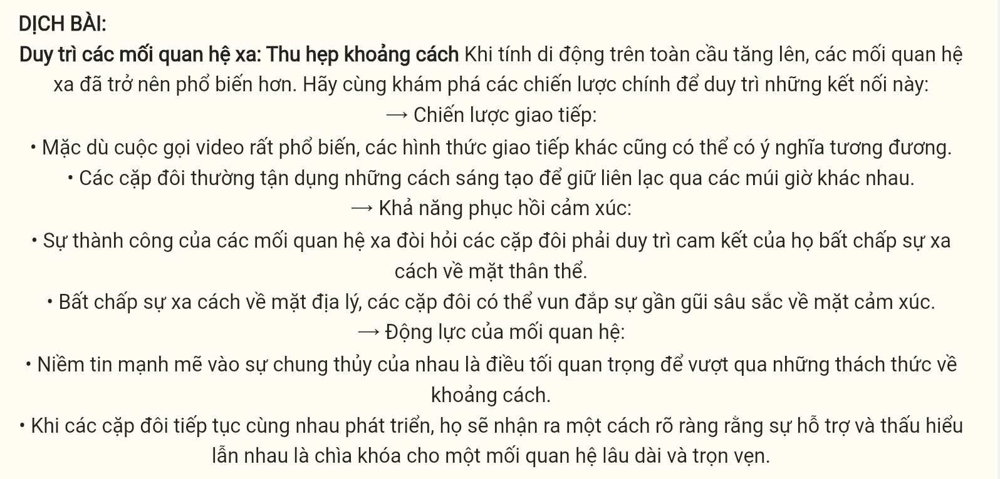 DỊCH BÀI:
Duy trì các mối quan hệ xa: Thu hẹp khoảng cách Khi tính di động trên toàn cầu tăng lên, các mối quan hệ
xa đã trở nên phổ biến hơn. Hãy cùng khám phá các chiến lược chính để duy trì những kết nối này:
⟶ Chiến lược giao tiếp:
• Mặc dù cuộc gọi video rất phổ biến, các hình thức giao tiếp khác cũng có thể có ý nghĩa tương đương.
• Các cặp đôi thường tận dụng những cách sáng tạo để giữ liên lạc qua các múi giờ khác nhau.
⟶ Khả năng phục hồi cảm xúc:
• Sự thành công của các mối quan hệ xa đòi hỏi các cặp đôi phải duy trì cam kết của họ bất chấp sự xa
cách về mặt thân thể.
• Bất chấp sự xa cách về mặt địa lý, các cặp đôi có thể vun đắp sự gần gũi sâu sắc về mặt cảm xúc.
⟶ Động lực của mối quan hệ:
• Niềm tin mạnh mẽ vào sự chung thủy của nhau là điều tối quan trọng để vượt qua những thách thức về
khoảng cách.
• Khi các cặp đôi tiếp tục cùng nhau phát triển, họ sẽ nhận ra một cách rõ ràng rằng sự hỗ trợ và thấu hiểu
lẫn nhau là chìa khóa cho một mối quan hệ lâu dài và trọn vẹn.